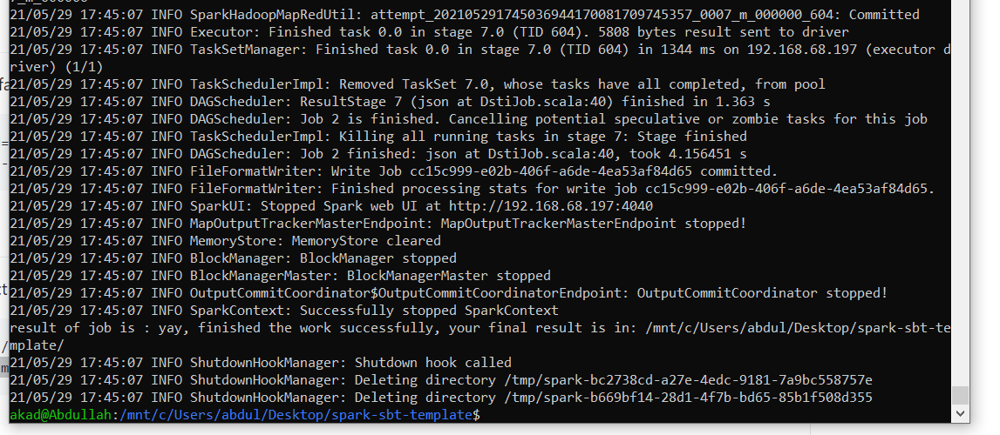 21/05/29 17:45:07 INFO SparkHadoopMapRedUtil: attempt_20210529174503694417008170974535​7_0007_m_000000_604: Committed
21/05/29 17:45:07 INFO Executor: Finished task 0.0 in stage 7.0 (TID 604). 5808 bytes result sent to driver
21/05/29 17:45:07 INFO TaskSetManager: Finished task 0.0 in stage 7.0 (TID 604) in 1344 ms on 192.168.68.197 (executor d
river) (1/1)
21/05/29 17:45:07 INFO TaskSchedulerImpl: Removed TaskSet 7.0, whose tasks have all completed, from pool
21/05/29 17:45:07 INFO DAGScheduler: ResultStage 7 (json at DstiJob.scala:40) finished in 1.363 s
21/05/29 17:45:07 INFO DAGScheduler: Job 2 is finished. Cancelling potential speculative or zombie tasks for this job
21/05/29 17:45:07 INFO TaskSchedulerImpl: Killing all running tasks in stage 7: Stage finished
21/05/29 17:45:07 INFO DAGScheduler: Job 2 finished: json at DstiJob.scala:40, took 4.156451 s
21/05/29 17:45:07 INFO FileFormatWriter: Write Job cc15c999-e02b-406f-a6de-4ea53af84d65 committed.
21/05/29 17:45:07 INFO FileFormatWriter: Finished processing stats for write job cc15c999-e02b-406f-a6de-4ea53af84d65.
21/05/29 17:45:07 INFO SparkUI: Stopped Spark web UI at http://192.168.68.197:4040
21/05/29 17:45:07 INFO MapOutputTrackerMasterEndpoint: MapOutputTrackerMasterEndpoint stopped!
21/05/29 17:45:07 INFO MemoryStore: MemoryStore cleared
21/05/29 17:45:07 INFO BlockManager: BlockManager stopped
21/05/29 17:45:07 INFO BlockManagerMaster: BlockManagerMaster stopped
21/05/29 17:45:07 INFO OutputCommitCoordinator$OutputCommitCoordinatorEndpoint: OutputCommitCoordinator stopped!
21/05/29 17:45:07 INFO SparkContext: Successfully stopped SparkContext
result of job is : yay, finished the work successfully, your final result is in: /mnt/c/Users/abdul/Desktop/spark-sbt-te
mplate/
21/05/29 17:45:07 INFO ShutdownHookManager: Shutdown hook called
21/05/29 17:45:07 INFO ShutdownHookManager: Deleting directory /tmp/spark-bc2738cd-a27e-4edc-9181-7a9bc558757e
21/05/29 17:45:07 INFO ShutdownHookManager: Deleting directory /tmp/spark-b669bf14-28d1-4f7b-bd65-85b1f508d355
akad@Abdullah:/mnt/c/Users/abdul/Desktop/spark-sbt-template$